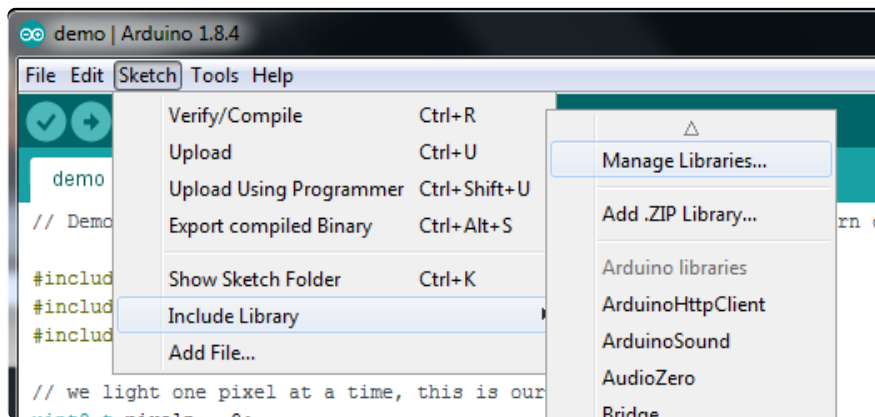 demo | Arduino 1.8.4
File Edit Sketch Tools Help
Verify/Compile Ctrl+R
Upload Ctrl+U
Upload Using Programmer Ctrl+Shift+U
Export compiled Binary Ctrl+Alt+S
Show Sketch Folder Ctrl+K
Include Library
Add File...
Manage Libraries...
Add .ZIP Library...
Arduino libraries
ArduinoHttpClient
ArduinoSound
AudioZero
Bridge
demo
// Demo
#includ
#includ
#includ
// we light one pixel at a time, this is our